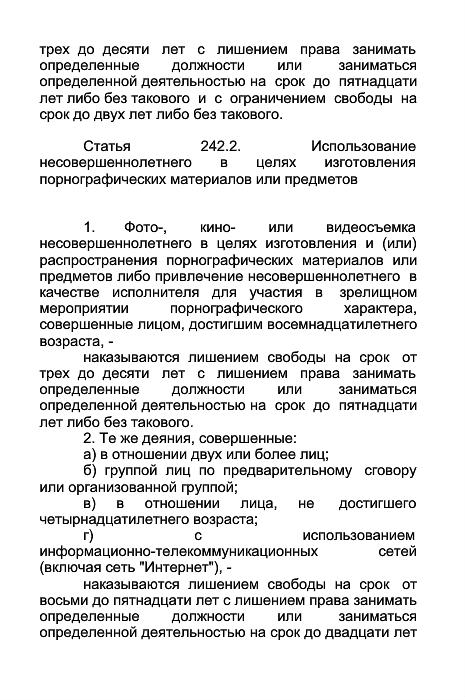 трех до десяти лет с лишением права занимать
определенные должности или заниматься
определенной деятельностью на срок до пятнадцати
лет либо без такового и с ограничением свободы на
срок до двух лет либо без такового.
Статья 242.2. Использование
несовершеннолетнего в целях изготовления
порнографических материалов или предметов
1. Фото-, кино- или видеосъемка
несовершеннолетнего в целях изготовления и (или)
распространения порнографических материалов или
предметов либо привлечение несовершеннолетнего в
качестве исполнителя для участия в зрелищном
мероприятии порнографического характера,
совершенные лицом, достигшим восемнадцатилетнего
возраста, -
наказываются лишением свободы на срок от
трех до десяти лет с лишением права занимать
определенные должности или заниматься
определенной деятельностью на срок до пятнадцати
лет либо без такового.
2. Те же деяния, совершенные:
а) в отношении двух или более лиц;
б) группой лиц по предварительному сговору
или организованной группой;
в) в отношении лица, не достигшего
четырнадцатилетнего возраста;
г) с использованием
информационно-телекоммуникационных сетей
(включая сеть "Интернет"), -
наказываются лишением свободы на срок от
восьми до пятнадцати лет с лишением права занимать
определенные должности или заниматься
определенной деятельностью на срок до двадцати лет